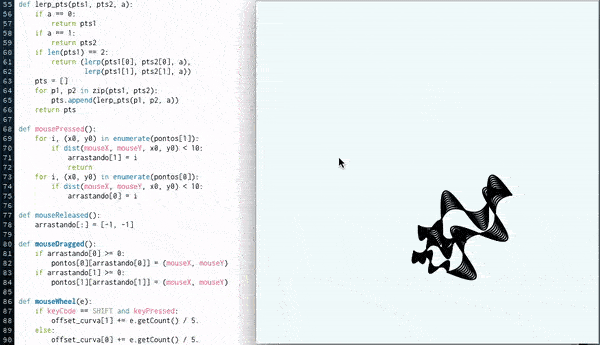 55 def lerp_pts(pts1, pts2, a):
56     if a == 0:
57         return pts1
58     if a == 1:
59         return pts2
60     if len(pts1) == 2:
61         return (lerp(pts1[0], pts2[0], a),
62                 lerp(pts1[1], pts2[1], a))
63     pts = []
64     for p1, p2 in zip(pts1, pts2):
65         pts.append(lerp_pts(p1, p2, a))
66     return pts
67
68 def mousePressed():
69     for i, (x0, y0) in enumerate(pontos[1]):
70         if dist(mouseX, mouseY, x0, y0) < 10:
71             arrastando[1] = i
72             return
73     for i, (x0, y0) in enumerate(pontos[0]):
74         if dist(mouseX, mouseY, x0, y0) < 10:
75             arrastando[0] = i
76
77 def mouseReleased():
78     arrastando[:] = [-1, -1]
79
80 def mouseDragged():
81     if arrastando[0] >= 0:
82         pontos[0][arrastando[0]] = (mouseX, mouseY)
83     if arrastando[1] >= 0:
84         pontos[1][arrastando[1]] = (mouseX, mouseY)
85
86 def mouseWheel(e):
87     if keyCode == SHIFT and keyPressed:
88         offset_curva[1] += e.getCount() / 5.
89     else:
90         offset_curva[0] += e.getCount() / 5.